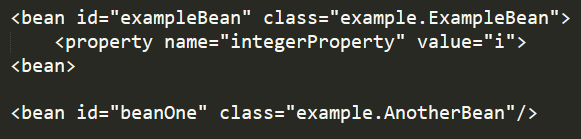 <bean id="exampleBean" class="example.ExampleBean">
    <property name="integerProperty" value="i">
<bean>

<bean id="beanOne" class="example.AnotherBean"/>